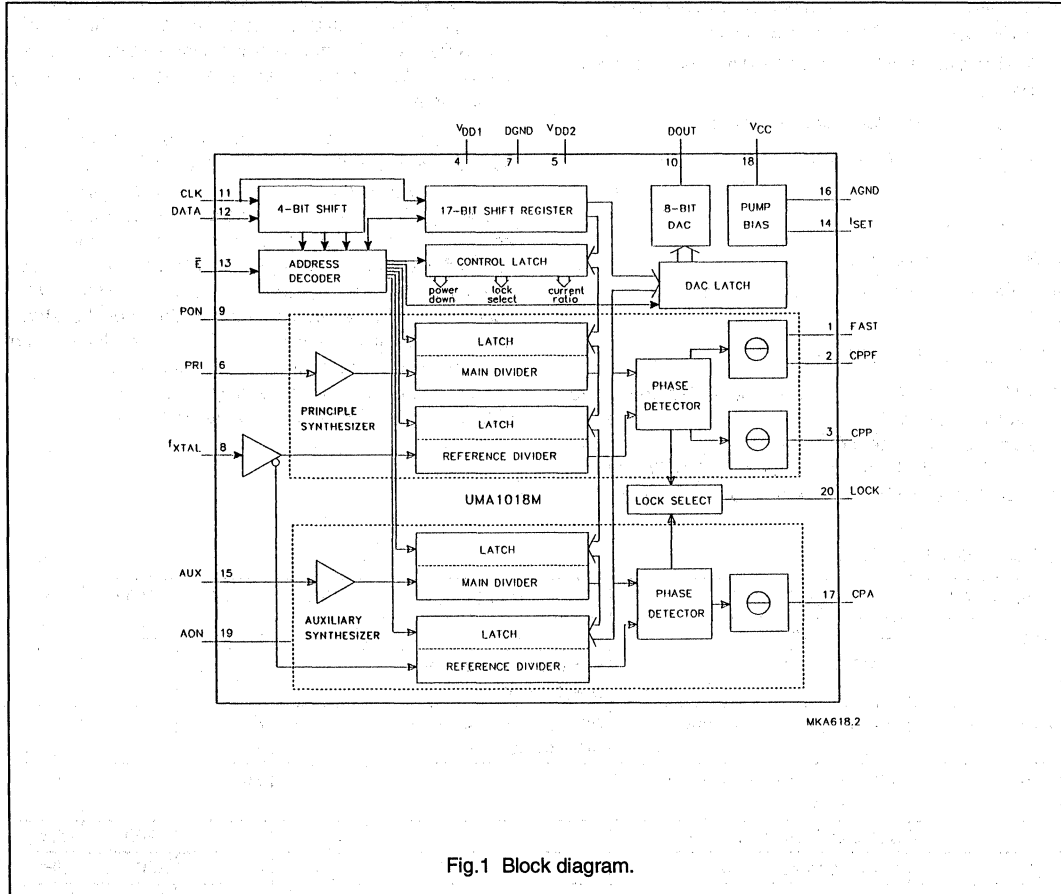 VDD1 DGND VDD2 DOUT VCC
4 7 5 10 18
CLK 11
DATA 12
4-BIT SHIFT
17-BIT SHIFT REGISTER
8-BIT DAC
PUMP BIAS
16 AGND
14 ISET
E 13
ADDRESS DECODER
CONTROL LATCH
DAC LATCH
power down
lock select
current ratio
PON 9
1 FAST
LATCH
2 CPPF
PRI 6
MAIN DIVIDER
PHASE DETECTOR
PRINCIPLE SYNTHESIZER
LATCH
3 CPP
fXTAL 8
REFERENCE DIVIDER
UMA1018M
LOCK SELECT
20 LOCK
LATCH
AUX 15
MAIN DIVIDER
PHASE DETECTOR
17 CPA
AUXILIARY SYNTHESIZER
AON 19
LATCH
REFERENCE DIVIDER
MKA618.2
Fig.1 Block diagram.